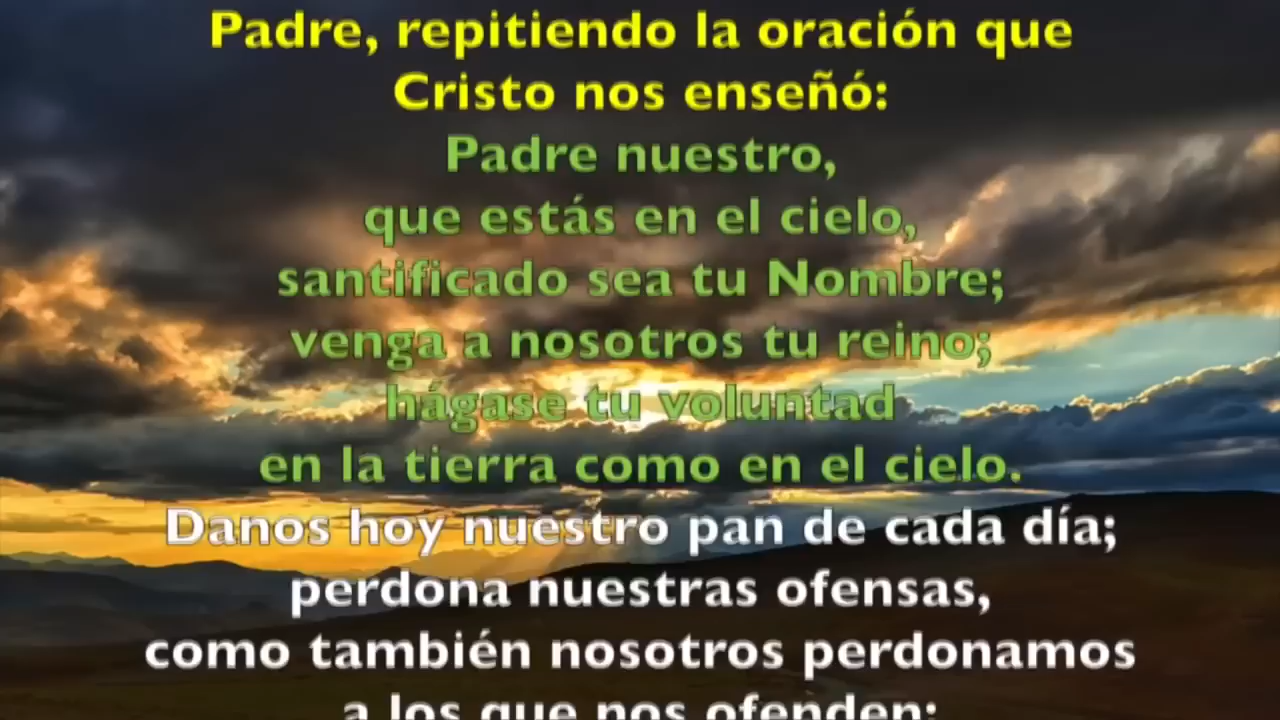 Padre, repitiendo la oración que
Cristo nos enseñó:
Padre nuestro,
que estás en el cielo,
santificado sea tu Nombre;
venga a nosotros tu reino;
hágase tu voluntad
en la tierra como en el cielo.
Danos hoy nuestro pan de cada día;
perdona nuestras ofensas,
como también nosotros perdonamos
a los que nos ofenden;